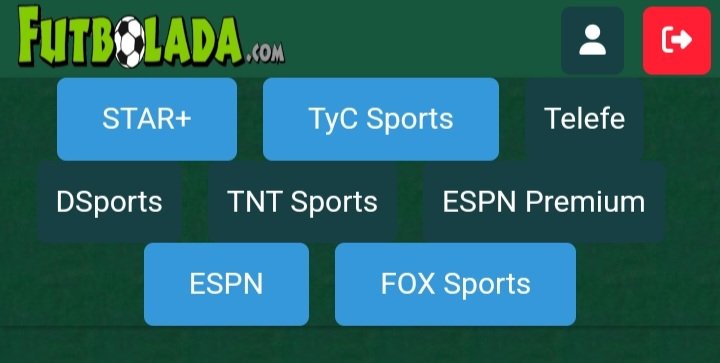 FUTBOLADA.COM
STAR+ TyC Sports Telefe
DSports TNT Sports ESPN Premium
ESPN FOX Sports